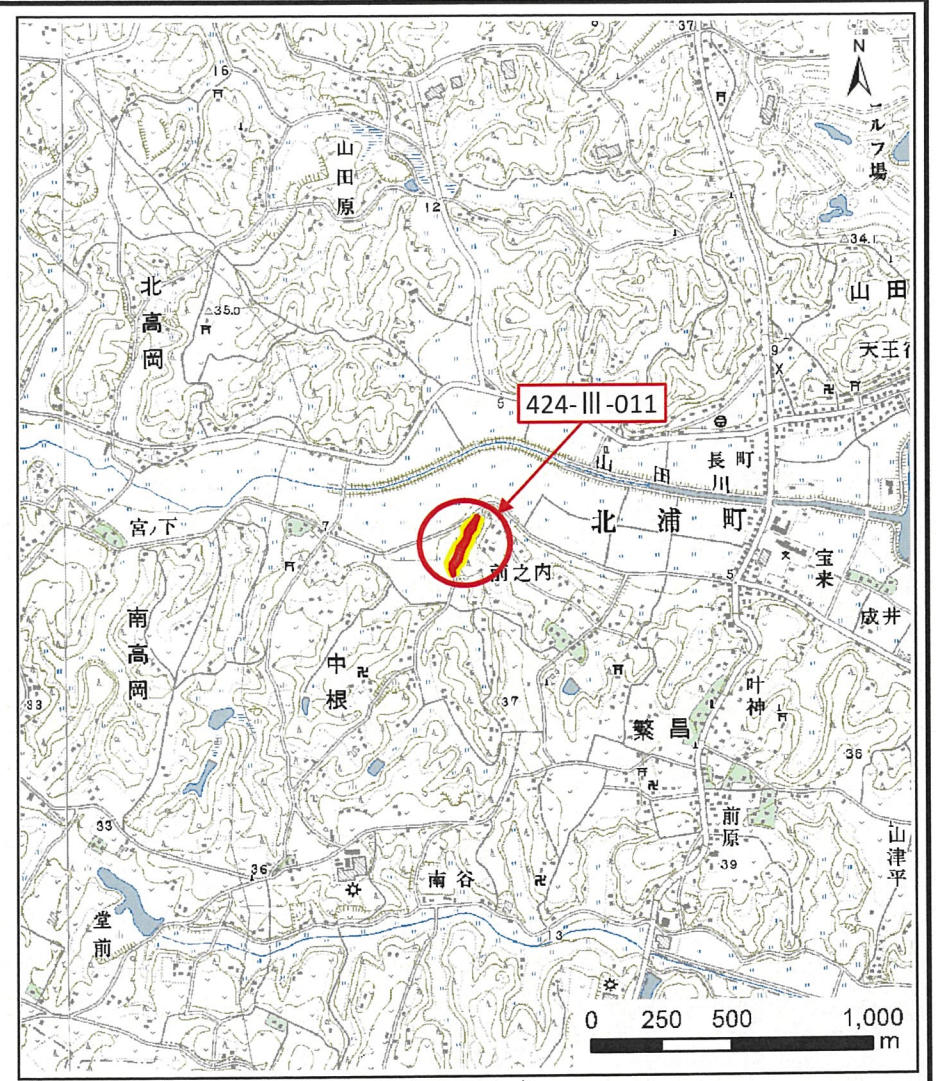 37
N
16
ルフ場
山田原
12
34.1
北高岡
35.0
山田
9
天王
5
424-Ⅲ-011
長町
山田川
北浦町
宮ノ下
7
前之内
5
宝来
成井
南高岡
中根
33
37
叶神
繁昌
36
前原
33
36
39
南谷
山津平
堂前
3
0 250 500 1,000
m